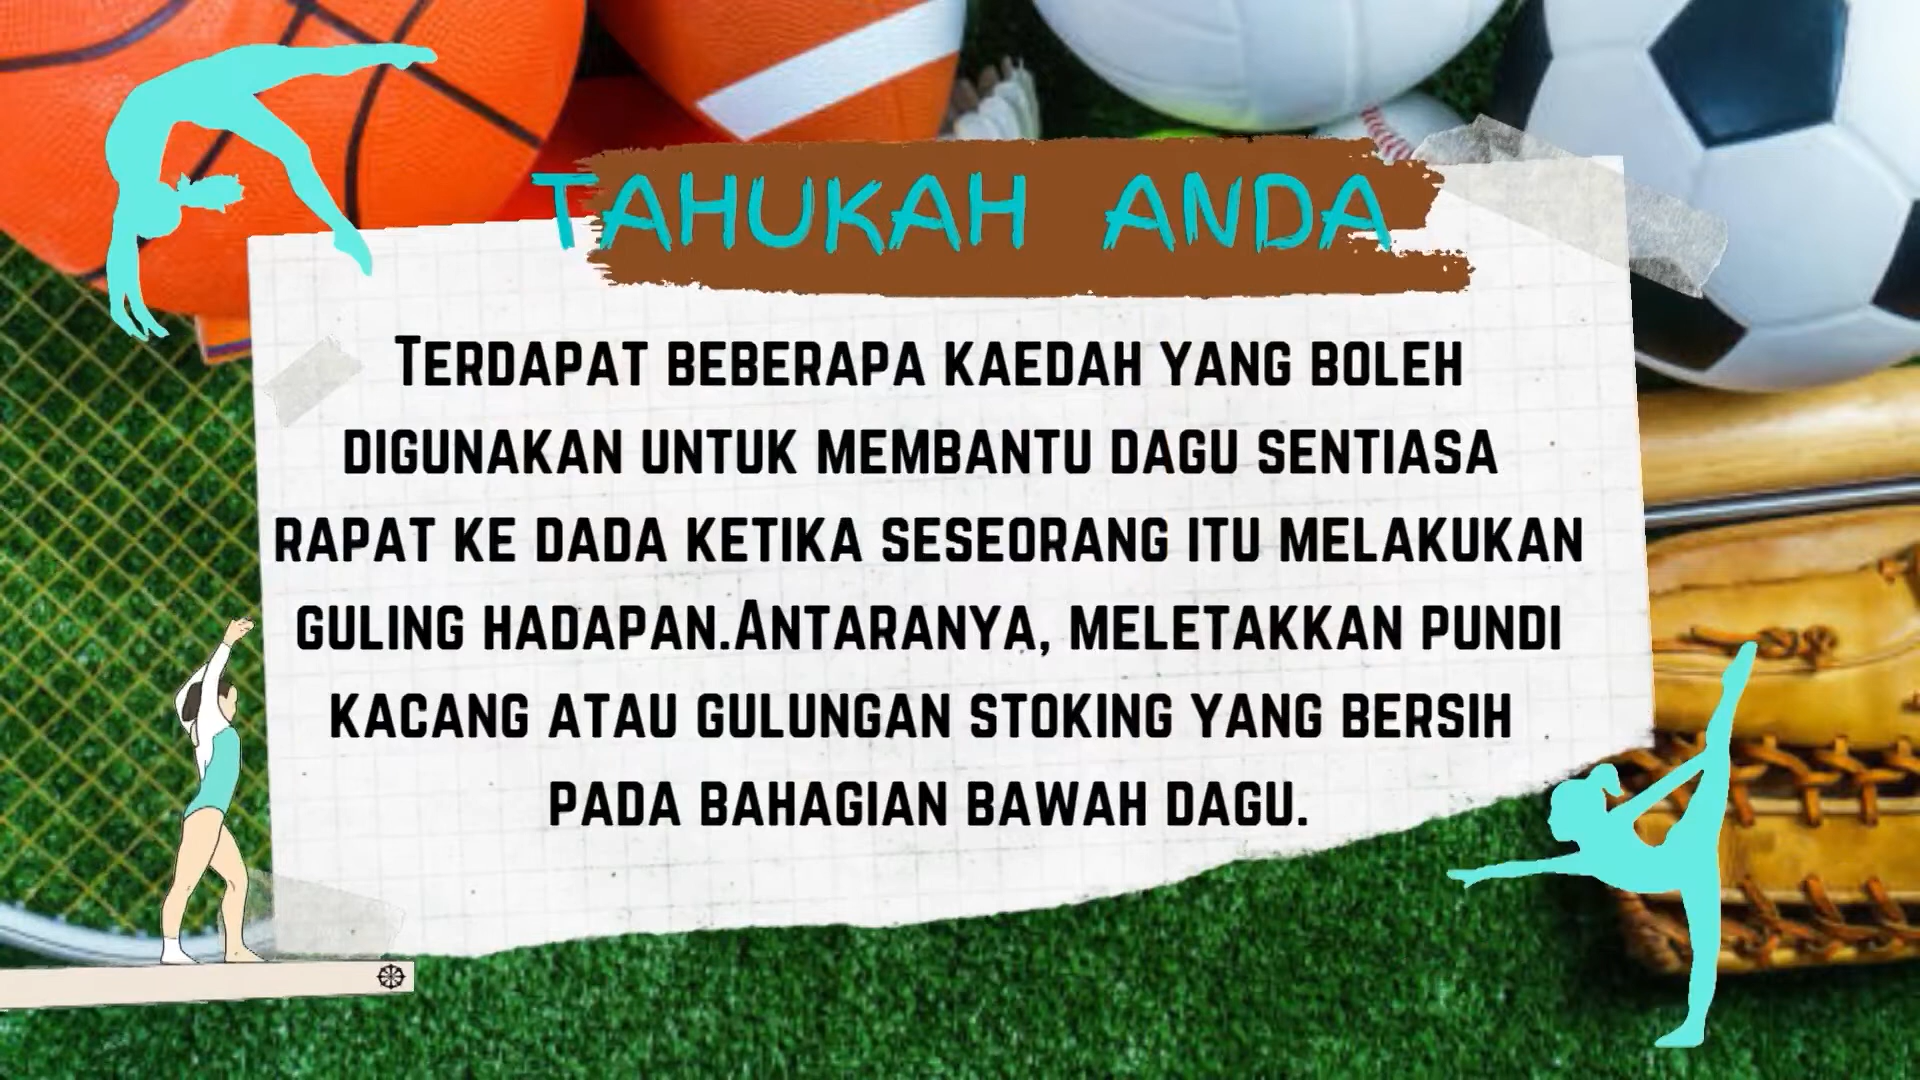 TAHUKAH ANDA
TERDAPAT BEBERAPA KAEDAH YANG BOLEH
DIGUNAKAN UNTUK MEMBANTU DAGU SENTIASA
RAPAT KE DADA KETIKA SESEORANG ITU MELAKUKAN
GULING HADAPAN.ANTARANYA, MELETAKKAN PUNDI
KACANG ATAU GULUNGAN STOKING YANG BERSIH
PADA BAHAGIAN BAWAH DAGU.